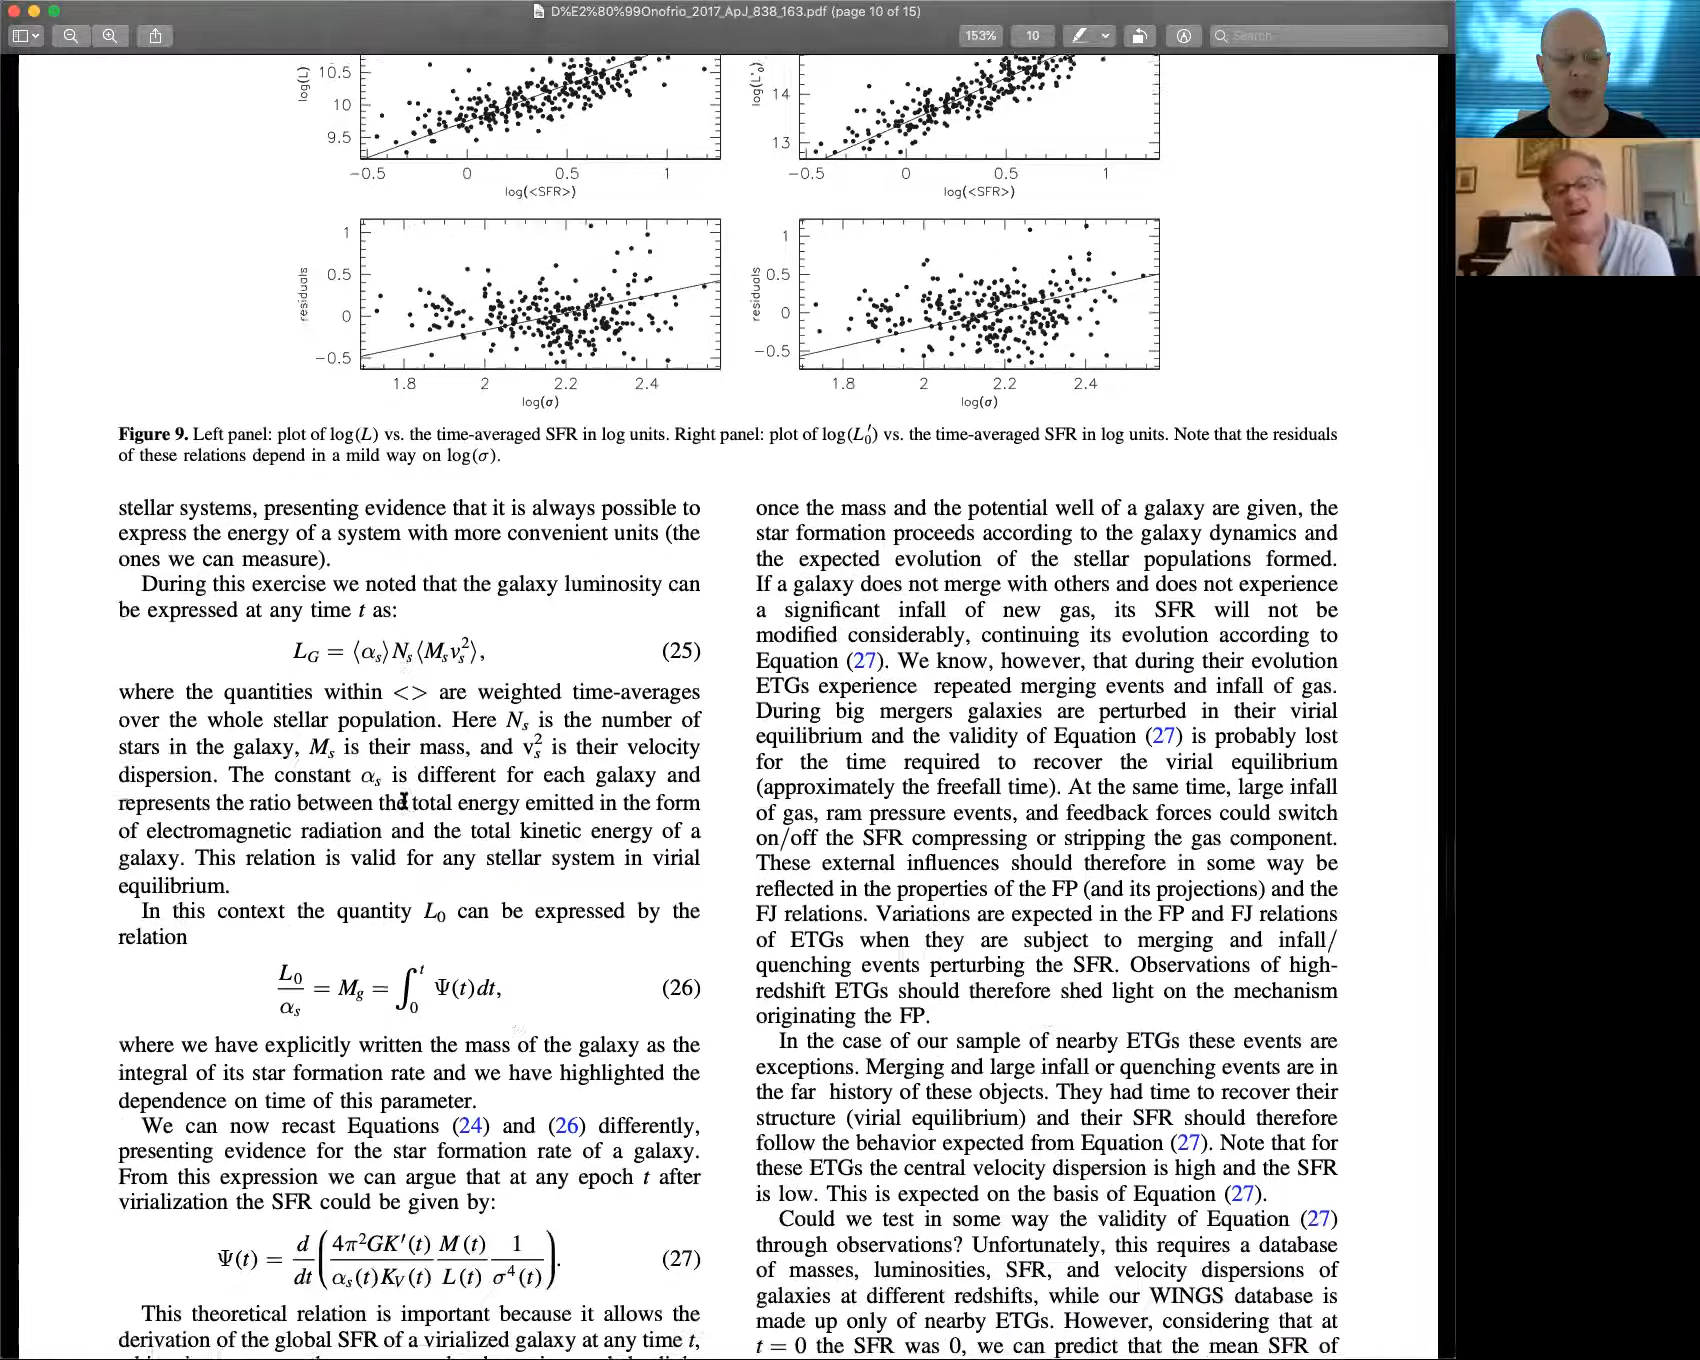 D%E2%80%99Onofrio_2017_ApJ_838_163.pdf (page 10 of 15)
153%
10
Search
log(L)
10.5
10
9.5
−0.5
0
0.5
1
log(<SFR>)
log(L'₀)
14
13
−0.5
0
0.5
1
log(<SFR>)
residuals
1
0.5
0
−0.5
1.8
2
2.2
2.4
log(σ)
residuals
1
0.5
0
−0.5
1.8
2
2.2
2.4
log(σ)
Figure 9. Left panel: plot of log(L) vs. the time-averaged SFR in log units. Right panel: plot of log(L₀′) vs. the time-averaged SFR in log units. Note that the residuals
of these relations depend in a mild way on log(σ).
stellar systems, presenting evidence that it is always possible to
express the energy of a system with more convenient units (the
ones we can measure).
During this exercise we noted that the galaxy luminosity can
be expressed at any time t as:
L_G = ⟨α_s⟩ N_s ⟨M_s v_s²⟩, (25)
where the quantities within <> are weighted time-averages
over the whole stellar population. Here N_s is the number of
stars in the galaxy, M_s is their mass, and v_s² is their velocity
dispersion. The constant α_s is different for each galaxy and
represents the ratio between the total energy emitted in the form
of electromagnetic radiation and the total kinetic energy of a
galaxy. This relation is valid for any stellar system in virial
equilibrium.
In this context the quantity L₀ can be expressed by the
relation
L₀/α_s = M_g = ∫₀^t Ψ(t)dt, (26)
where we have explicitly written the mass of the galaxy as the
integral of its star formation rate and we have highlighted the
dependence on time of this parameter.
We can now recast Equations (24) and (26) differently,
presenting evidence for the star formation rate of a galaxy.
From this expression we can argue that at any epoch t after
virialization the SFR could be given by:
Ψ(t) = d/dt (4π²GK′(t)/α_s(t)K_V(t) M(t)/L(t) 1/σ⁴(t)). (27)
This theoretical relation is important because it allows the
derivation of the global SFR of a virialized galaxy at any time t,
once the mass and the potential well of a galaxy are given, the
star formation proceeds according to the galaxy dynamics and
the expected evolution of the stellar populations formed.
If a galaxy does not merge with others and does not experience
a significant infall of new gas, its SFR will not be
modified considerably, continuing its evolution according to
Equation (27). We know, however, that during their evolution
ETGs experience repeated merging events and infall of gas.
During big mergers galaxies are perturbed in their virial
equilibrium and the validity of Equation (27) is probably lost
for the time required to recover the virial equilibrium
(approximately the freefall time). At the same time, large infall
of gas, ram pressure events, and feedback forces could switch
on/off the SFR compressing or stripping the gas component.
These external influences should therefore in some way be
reflected in the properties of the FP (and its projections) and the
FJ relations. Variations are expected in the FP and FJ relations
of ETGs when they are subject to merging and infall/
quenching events perturbing the SFR. Observations of high-
redshift ETGs should therefore shed light on the mechanism
originating the FP.
In the case of our sample of nearby ETGs these events are
exceptions. Merging and large infall or quenching events are in
the far history of these objects. They had time to recover their
structure (virial equilibrium) and their SFR should therefore
follow the behavior expected from Equation (27). Note that for
these ETGs the central velocity dispersion is high and the SFR
is low. This is expected on the basis of Equation (27).
Could we test in some way the validity of Equation (27)
through observations? Unfortunately, this requires a database
of masses, luminosities, SFR, and velocity dispersions of
galaxies at different redshifts, while our WINGS database is
made up only of nearby ETGs. However, considering that at
t = 0 the SFR was 0, we can predict that the mean SFR of